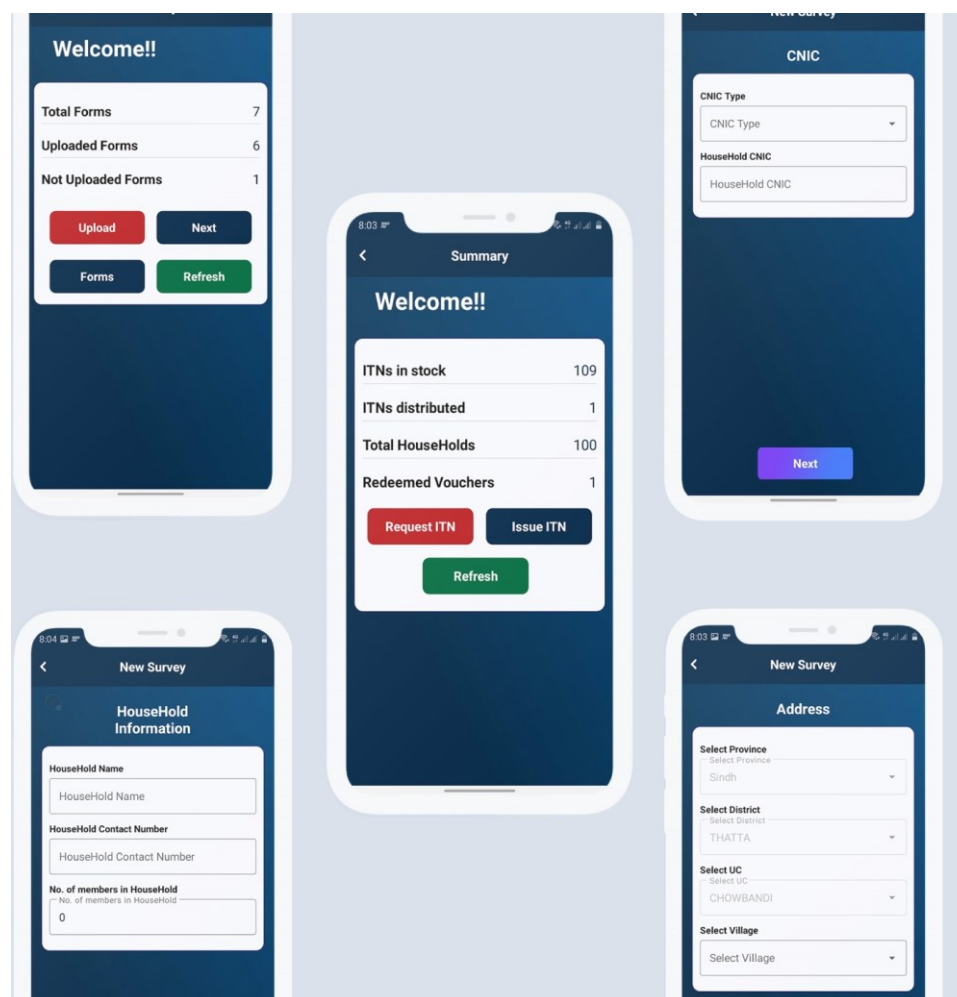 Welcome!!
Total Forms 7
Uploaded Forms 6
Not Uploaded Forms 1
Upload Next
Forms Refresh
New Survey
CNIC
CNIC Type
CNIC Type
HouseHold CNIC
HouseHold CNIC
Next
8:03
Summary
Welcome!!
ITNs in stock 109
ITNs distributed 1
Total HouseHolds 100
Redeemed Vouchers 1
Request ITN Issue ITN
Refresh
8:04
New Survey
HouseHold
Information
HouseHold Name
HouseHold Name
HouseHold Contact Number
HouseHold Contact Number
No. of members in HouseHold
No. of members in HouseHold
0
8:03
New Survey
Address
Select Province
Select Province
Sindh
Select District
Select District
THATTA
Select UC
Select UC
CHOWBANDI
Select Village
Select Village